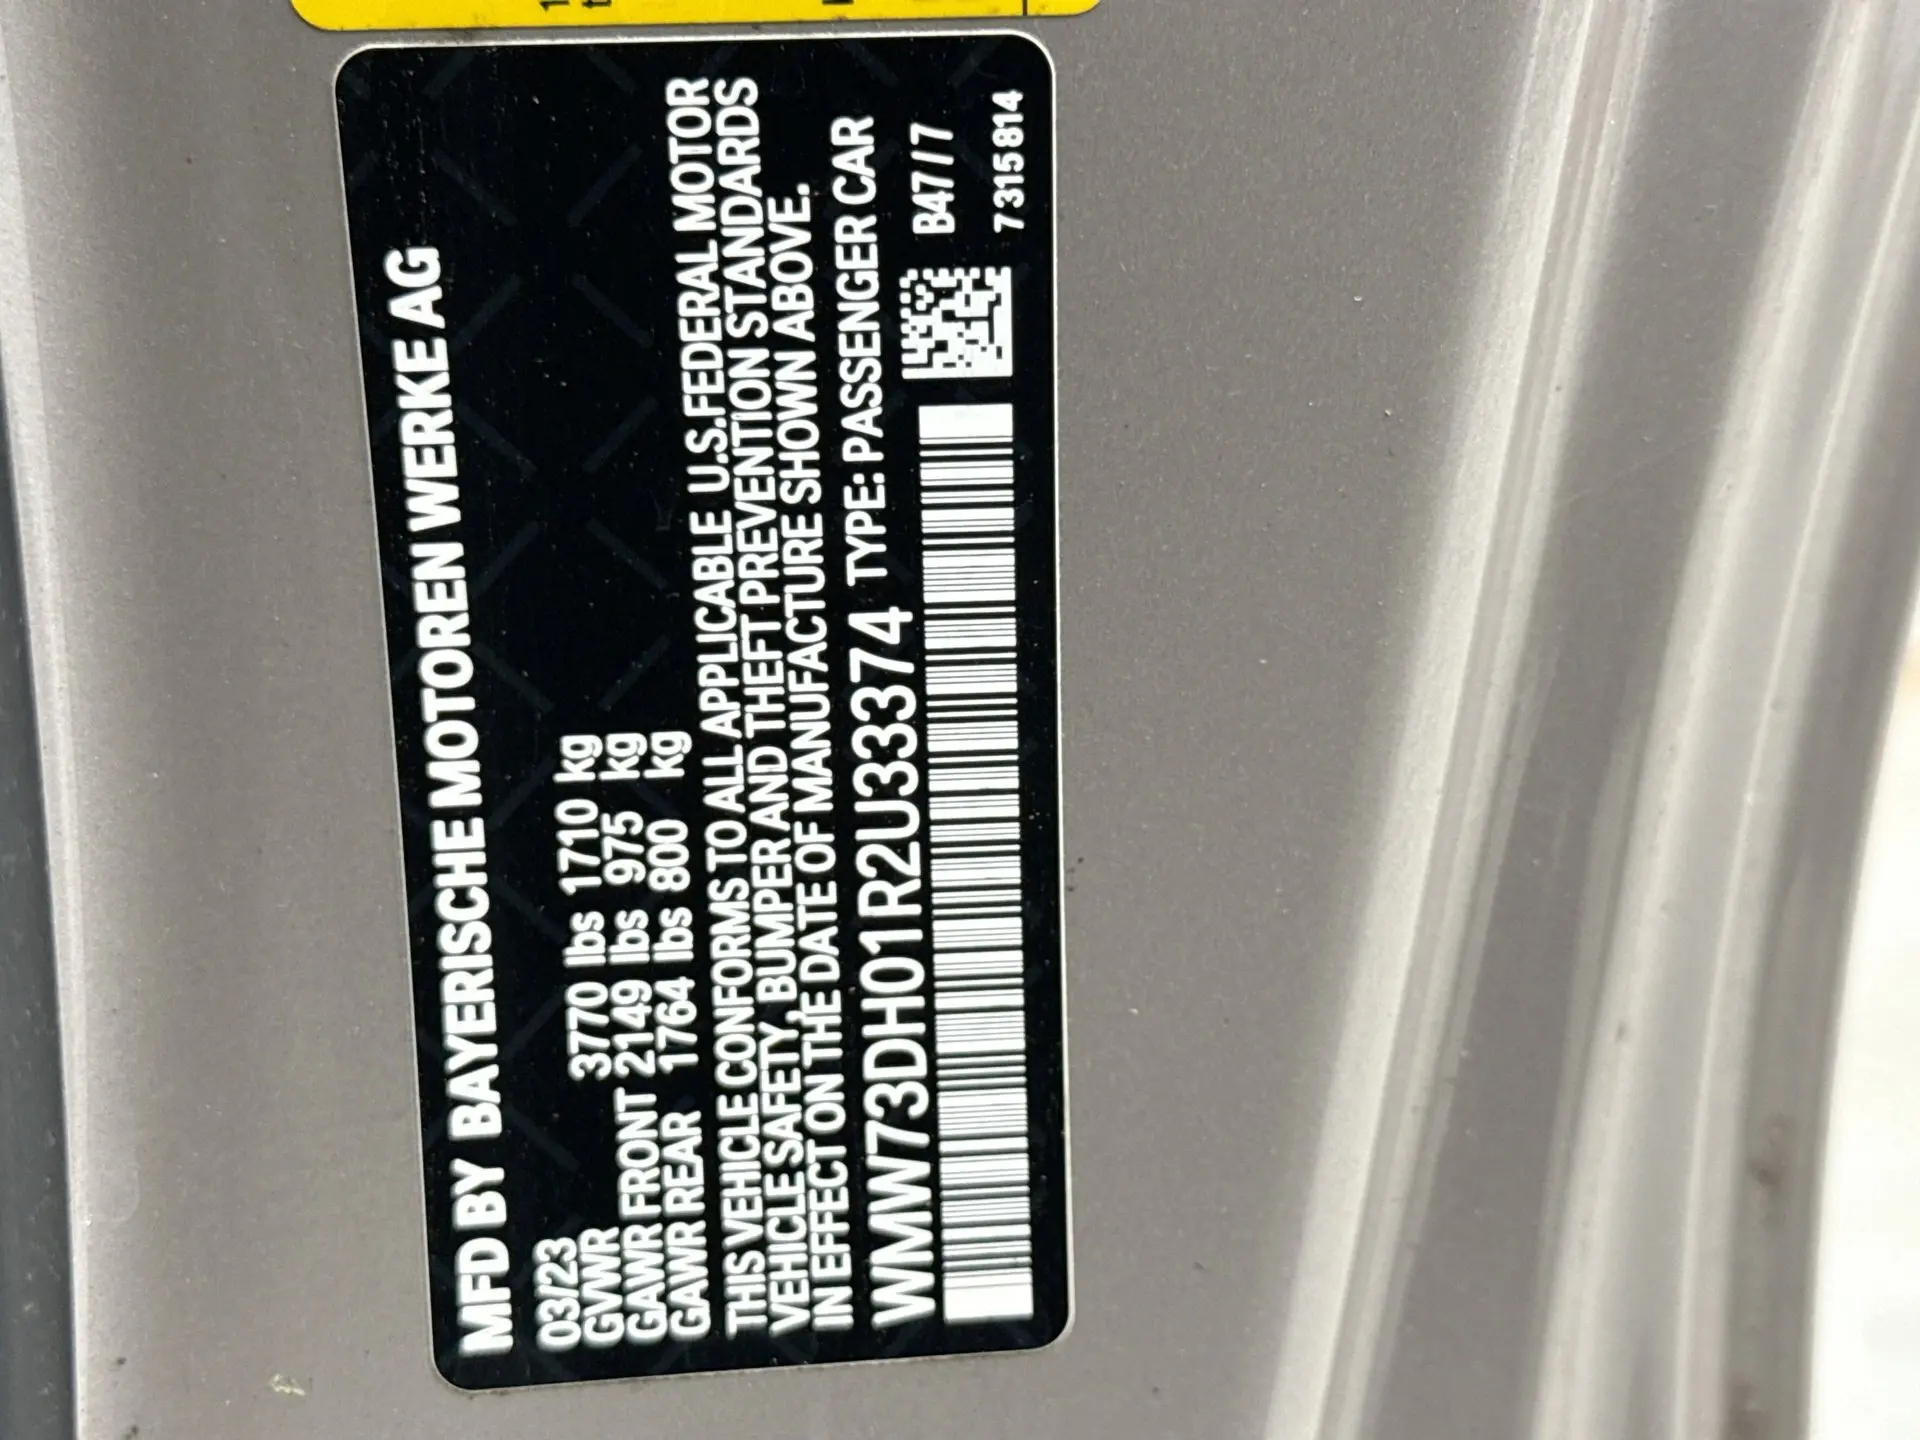 MFD BY BAYERISCHE MOTOREN WERKE AG
03/23
GVWR 3770 lbs 1710 kg
GAWR FRONT 2149 lbs 975 kg
GAWR REAR 1764 lbs 800 kg
THIS VEHICLE CONFORMS TO ALL APPLICABLE U.S.FEDERAL MOTOR
VEHICLE SAFETY, BUMPER AND THEFT PREVENTION STANDARDS
IN EFFECT ON THE DATE OF MANUFACTURE SHOWN ABOVE.
WMW73DH01R2U33374 TYPE: PASSENGER CAR
B47/7
7315814